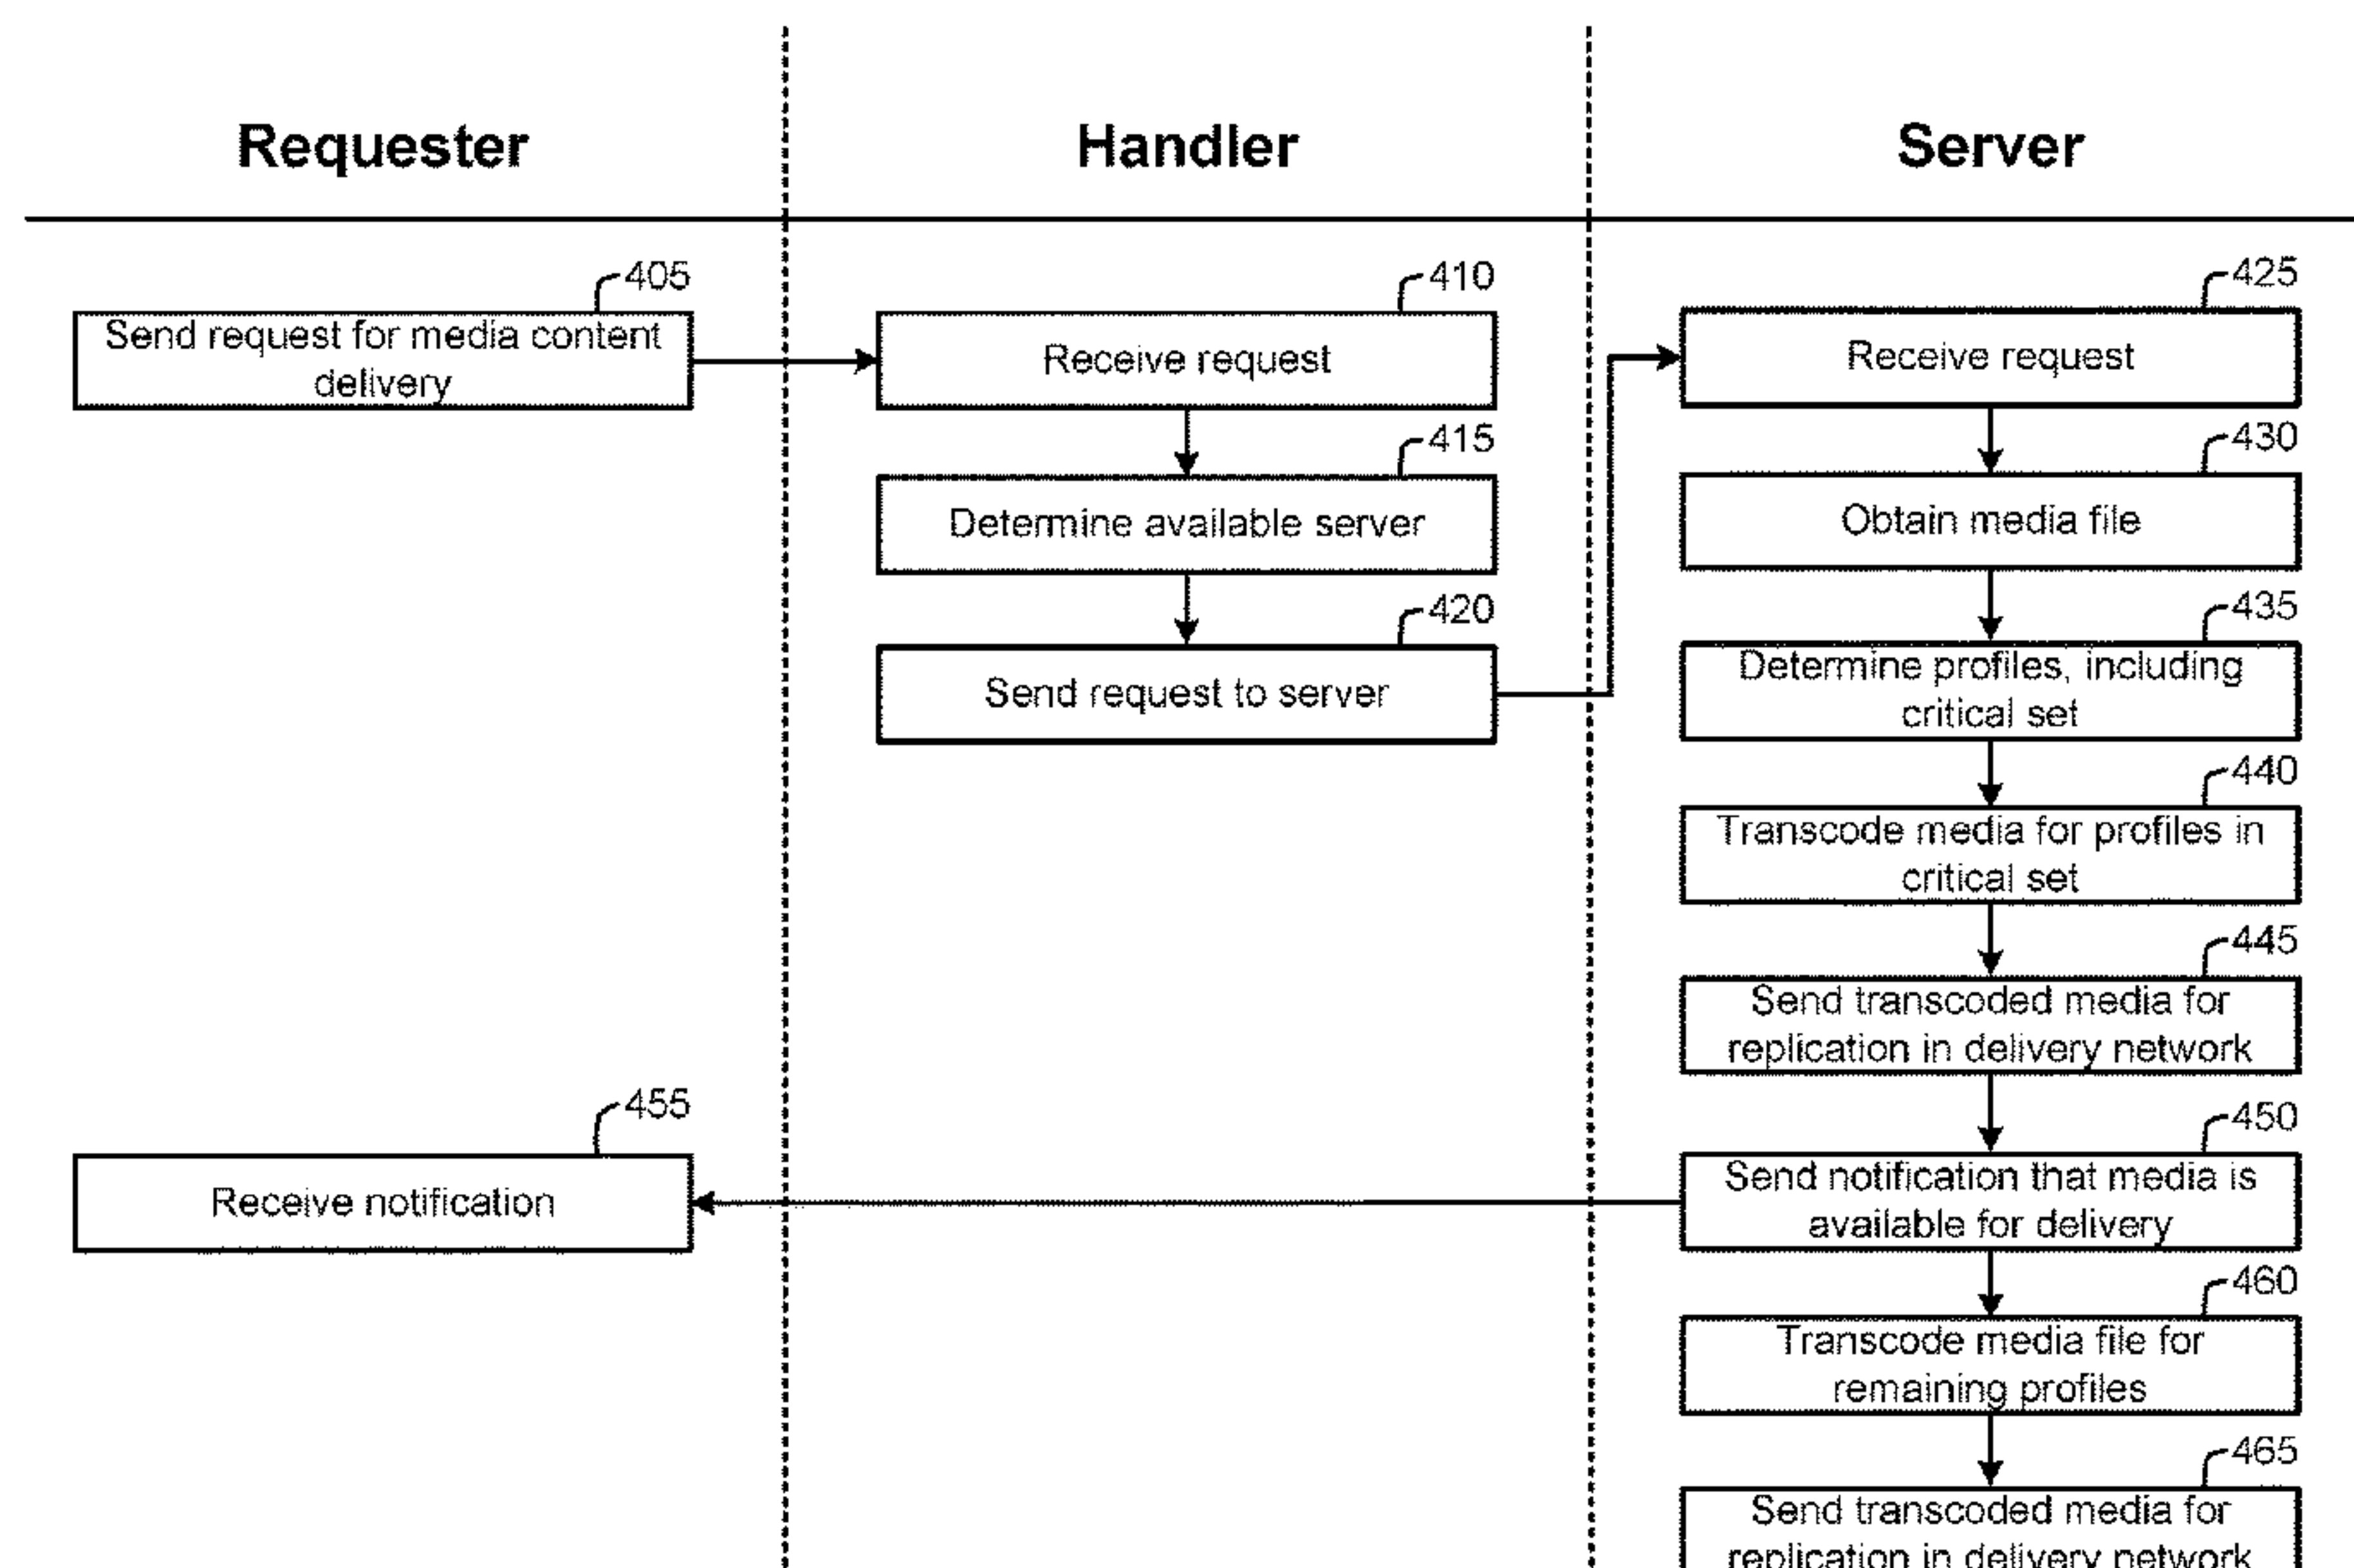 Requester
Handler
Server
405
Send request for media content
delivery
410
Receive request
415
Determine available server
420
Send request to server
425
Receive request
430
Obtain media file
435
Determine profiles, including
critical set
440
Transcode media for profiles in
critical set
445
Send transcoded media for
replication in delivery network
450
Send notification that media is
available for delivery
455
Receive notification
460
Transcode media file for
remaining profiles
465
Send transcoded media for
replication in delivery network